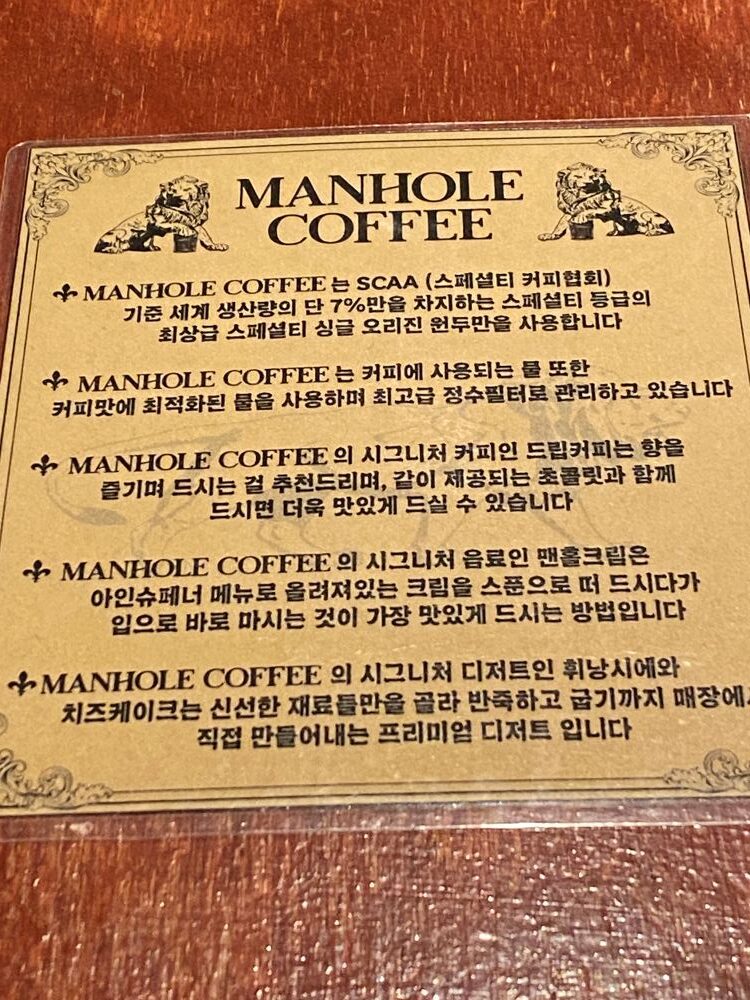 MANHOLE
COFFEE
MANHOLE COFFEE는 SCAA (스페셜티 커피협회)
기준 세계 생산량의 단 7%만을 차지하는 스페셜티 등급의
최상급 스페셜티 싱글 오리진 원두만을 사용합니다
MANHOLE COFFEE는 커피에 사용되는 물 또한
커피맛에 최적화된 물을 사용하며 최고급 정수필터로 관리하고 있습니다
MANHOLE COFFEE의 시그니처 커피인 드립커피는 향을
즐기며 드시는 걸 추천드리며, 같이 제공되는 초콜릿과 함께
드시면 더욱 맛있게 드실 수 있습니다
MANHOLE COFFEE의 시그니처 음료인 맨홀크림은
아인슈페너 메뉴로 올려져있는 크림을 스푼으로 떠 드시다가
입으로 바로 마시는 것이 가장 맛있게 드시는 방법입니다
MANHOLE COFFEE 의 시그니처 디저트인 휘낭시에와
치즈케이크는 신선한 재료들만을 골라 반죽하고 굽기까지 매장에
직접 만들어내는 프리미엄 디저트 입니다